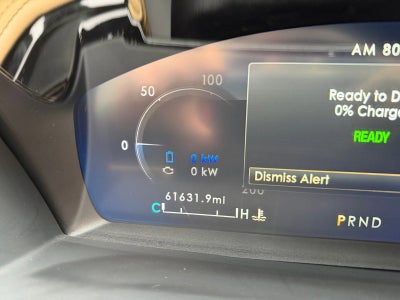 AM 80
50
100
Ready to D
0% Charg
READY
0
0 kW
0 kW
Dismiss Alert
200
61631.9mi
C H
PRND